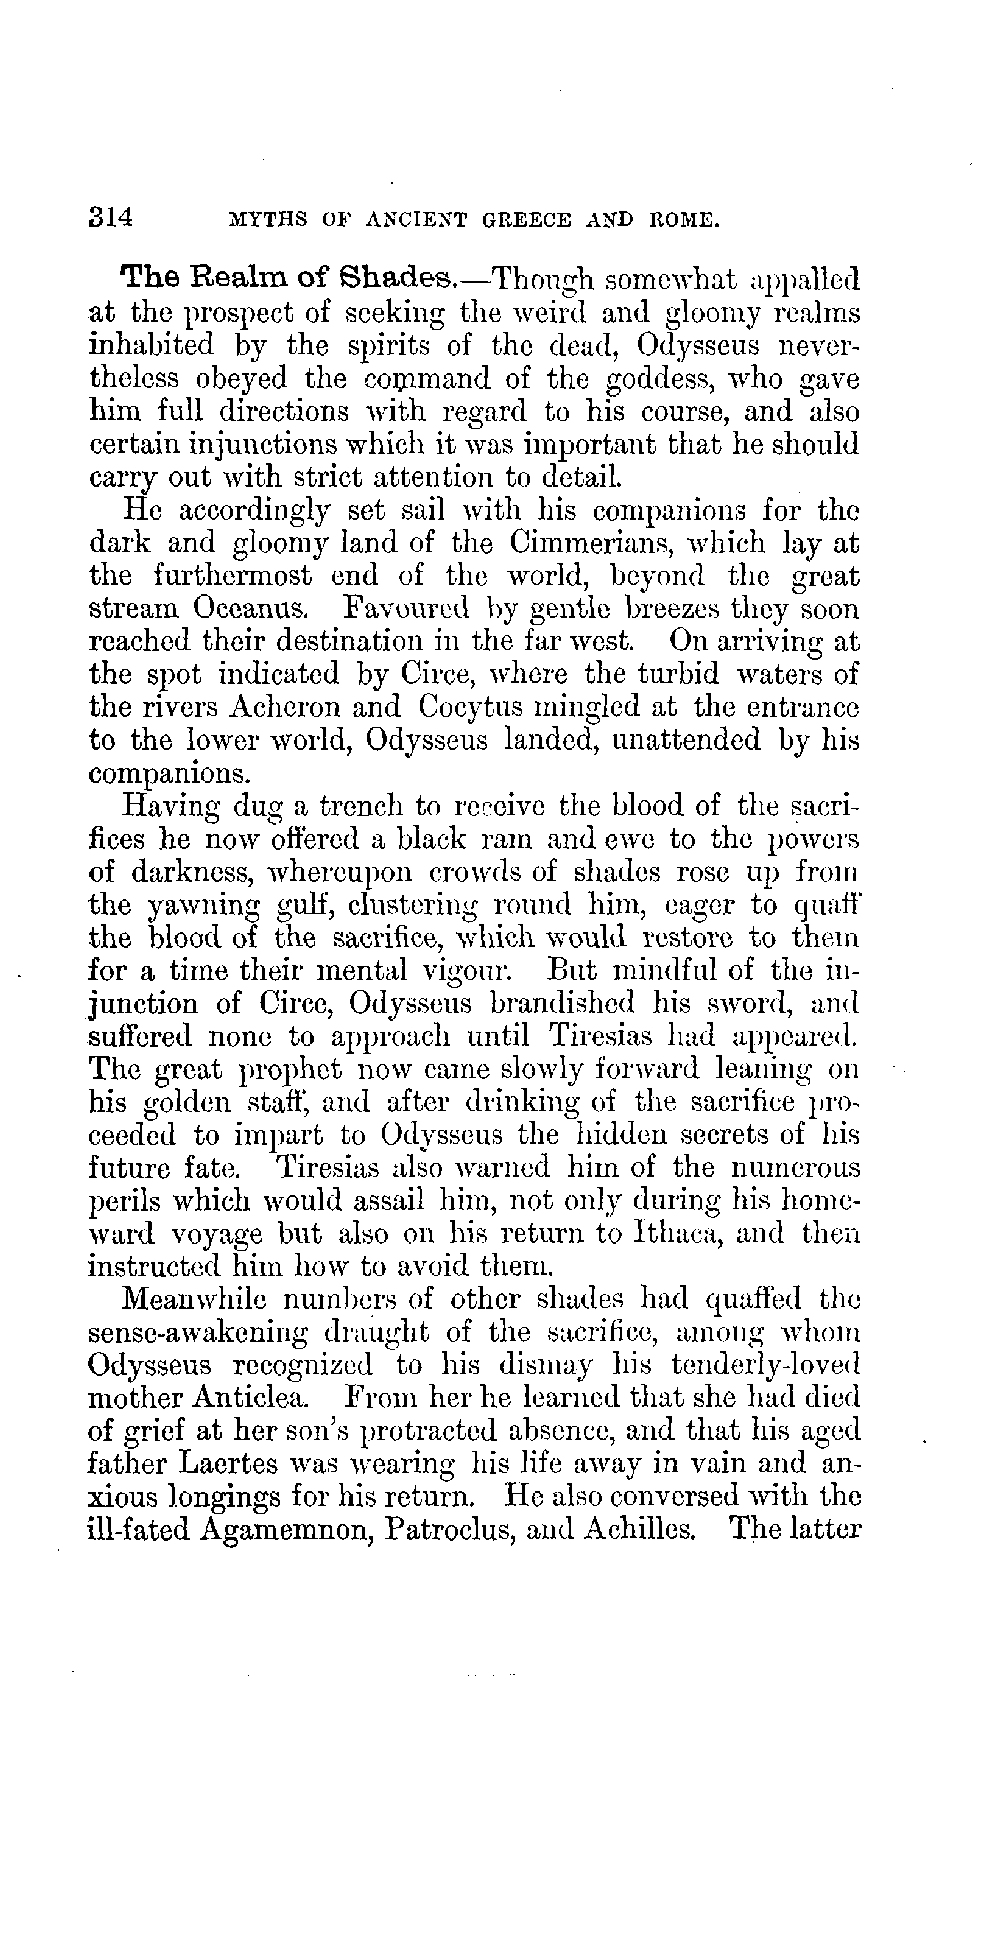 314 MYTHS OF ANCIENT GREECE AND ROME.
The Realm of Shades.—Though somewhat appalled
at the prospect of seeking the weird and gloomy realms
inhabited by the spirits of the dead, Odysseus never-
theless obeyed the command of the goddess, who gave
him full directions with regard to his course, and also
certain injunctions which it was important that he should
carry out with strict attention to detail.
He accordingly set sail with his companions for the
dark and gloomy land of the Cimmerians, which lay at
the furthermost end of the world, beyond the great
stream Oceanus. Favoured by gentle breezes they soon
reached their destination in the far west. On arriving at
the spot indicated by Circe, where the turbid waters of
the rivers Acheron and Cocytus mingled at the entrance
to the lower world, Odysseus landed, unattended by his
companions.
Having dug a trench to receive the blood of the sacri-
fices he now offered a black ram and ewe to the powers
of darkness, whereupon crowds of shades rose up from
the yawning gulf, clustering round him, eager to quaff
the blood of the sacrifice, which would restore to them
for a time their mental vigour. But mindful of the in-
junction of Circe, Odysseus brandished his sword, and
suffered none to approach until Tiresias had appeared.
The great prophet now came slowly forward leaning on
his golden staff, and after drinking of the sacrifice pro-
ceeded to impart to Odysseus the hidden secrets of his
future fate. Tiresias also warned him of the numerous
perils which would assail him, not only during his home-
ward voyage but also on his return to Ithaca, and then
instructed him how to avoid them.
Meanwhile numbers of other shades had quaffed the
sense-awakening draught of the sacrifice, among whom
Odysseus recognized to his dismay his tenderly-loved
mother Anticlea. From her he learned that she had died
of grief at her son's protracted absence, and that his aged
father Laertes was wearing his life away in vain and an-
xious longings for his return. He also conversed with the
ill-fated Agamemnon, Patroclus, and Achilles. The latter